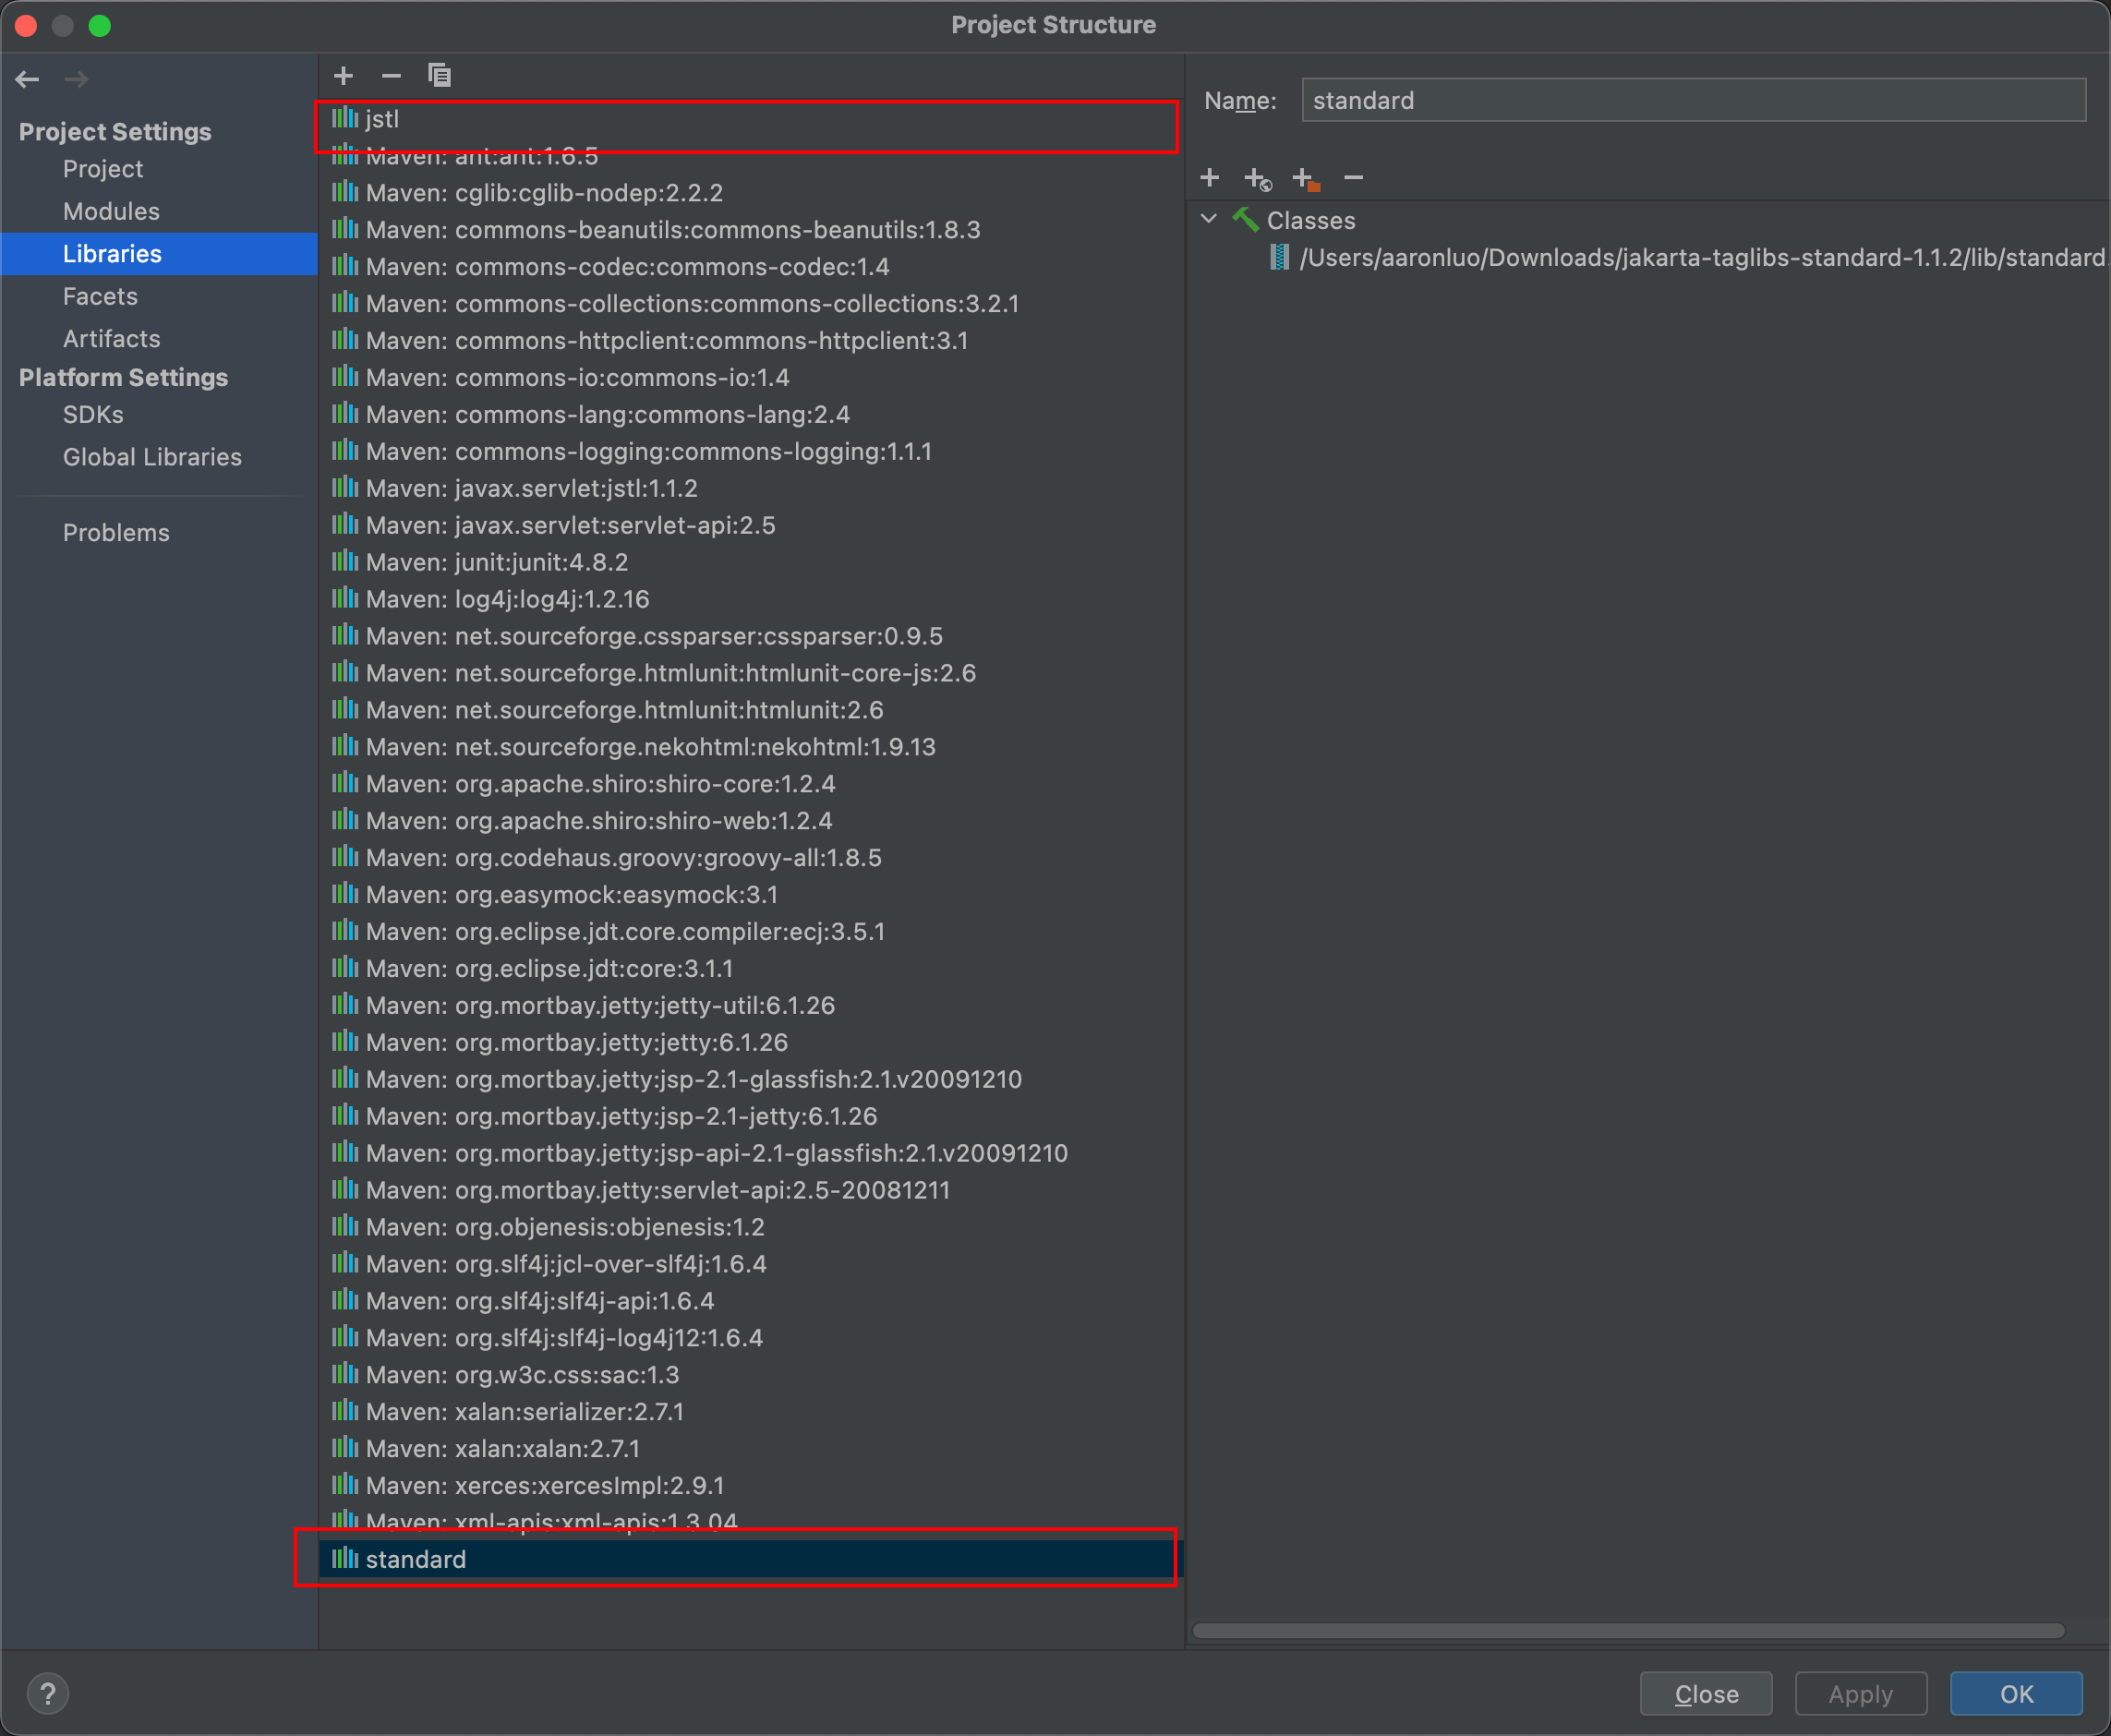 Project Structure
Project Settings
Project
Modules
Libraries
Facets
Artifacts
Platform Settings
SDKs
Global Libraries
Problems
jstl
Maven: ant:ant:1.6.5
Maven: cglib:cglib-nodep:2.2.2
Maven: commons-beanutils:commons-beanutils:1.8.3
Maven: commons-codec:commons-codec:1.4
Maven: commons-collections:commons-collections:3.2.1
Maven: commons-httpclient:commons-httpclient:3.1
Maven: commons-io:commons-io:1.4
Maven: commons-lang:commons-lang:2.4
Maven: commons-logging:commons-logging:1.1.1
Maven: javax.servlet:jstl:1.1.2
Maven: javax.servlet:servlet-api:2.5
Maven: junit:junit:4.8.2
Maven: log4j:log4j:1.2.16
Maven: net.sourceforge.cssparser:cssparser:0.9.5
Maven: net.sourceforge.htmlunit:htmlunit-core-js:2.6
Maven: net.sourceforge.htmlunit:htmlunit:2.6
Maven: net.sourceforge.nekohtml:nekohtml:1.9.13
Maven: org.apache.shiro:shiro-core:1.2.4
Maven: org.apache.shiro:shiro-web:1.2.4
Maven: org.codehaus.groovy:groovy-all:1.8.5
Maven: org.easymock:easymock:3.1
Maven: org.eclipse.jdt.core.compiler:ecj:3.5.1
Maven: org.eclipse.jdt:core:3.1.1
Maven: org.mortbay.jetty:jetty-util:6.1.26
Maven: org.mortbay.jetty:jetty:6.1.26
Maven: org.mortbay.jetty:jsp-2.1-glassfish:2.1.v20091210
Maven: org.mortbay.jetty:jsp-2.1-jetty:6.1.26
Maven: org.mortbay.jetty:jsp-api-2.1-glassfish:2.1.v20091210
Maven: org.mortbay.jetty:servlet-api:2.5-20081211
Maven: org.objenesis:objenesis:1.2
Maven: org.slf4j:jcl-over-slf4j:1.6.4
Maven: org.slf4j:slf4j-api:1.6.4
Maven: org.slf4j:slf4j-log4j12:1.6.4
Maven: org.w3c.css:sac:1.3
Maven: xalan:serializer:2.7.1
Maven: xalan:xalan:2.7.1
Maven: xerces:xercesImpl:2.9.1
Maven: xml-apis:xml-apis:1.3.04
standard
Name: standard
Classes
/Users/aaronluo/Downloads/jakarta-taglibs-standard-1.1.2/lib/standard.
?
Close
Apply
OK